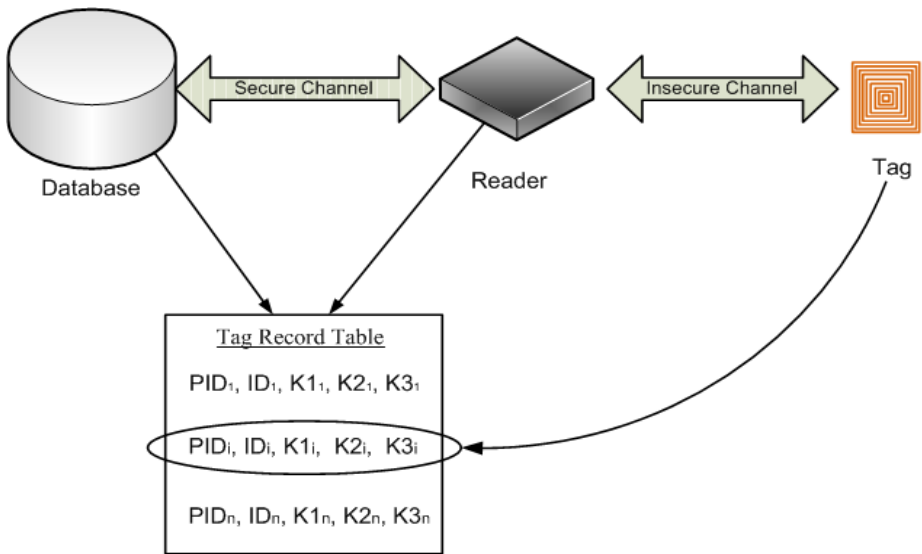 Secure Channel
Insecure Channel
Database
Reader
Tag
Tag Record Table
PID₁, ID₁, K1₁, K2₁, K3₁
PIDᵢ, IDᵢ, K1ᵢ, K2ᵢ, K3ᵢ
PIDₙ, IDₙ, K1ₙ, K2ₙ, K3ₙ